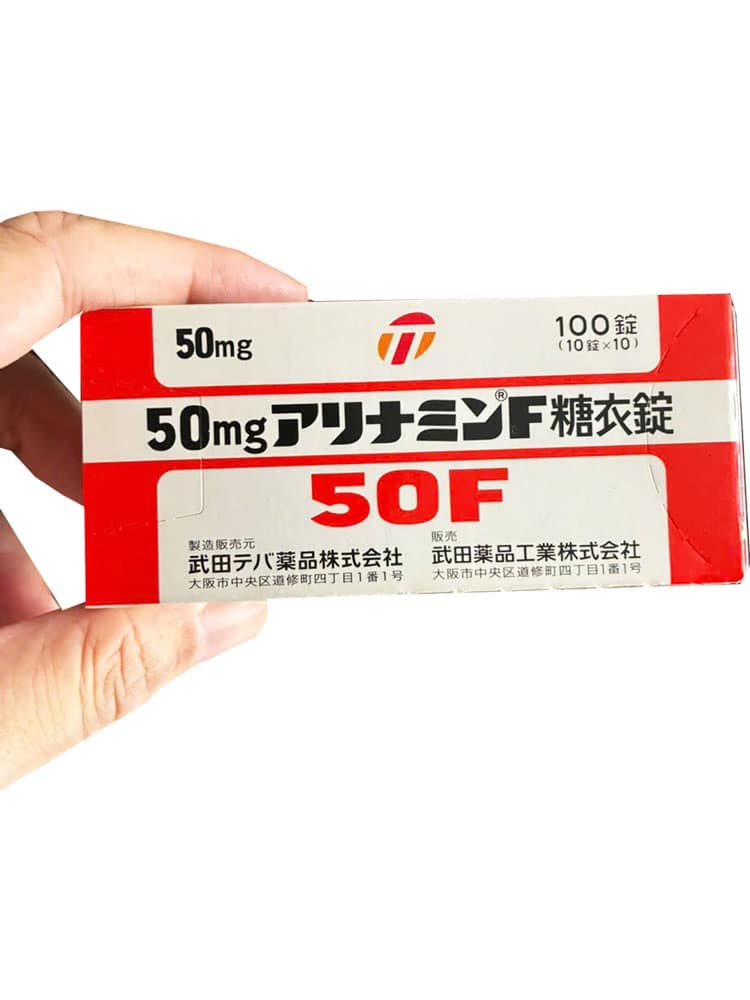 50mg
100錠
(10錠×10)
50mgアリナミン®F糖衣錠
50F
製造販売元
武田テバ薬品株式会社
大阪市中央区道修町四丁目1番1号
販売
武田薬品工業株式会社
大阪市中央区道修町四丁目1番1号